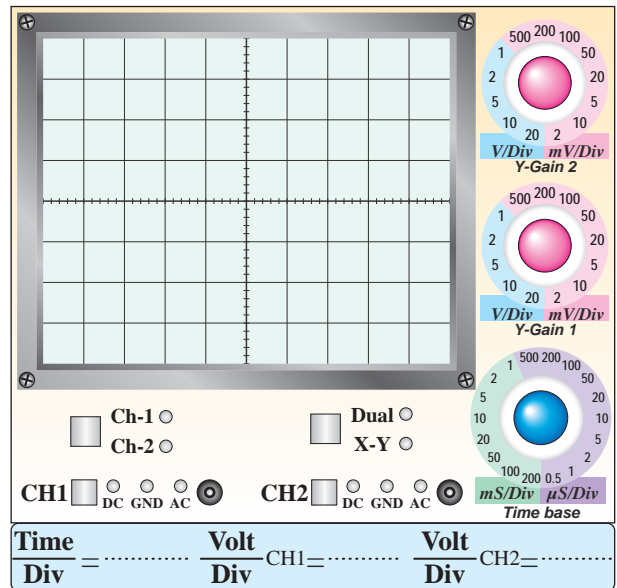 500 200 100
1 50
2 20
5 5
10 10
20 2
V/Div mV/Div
Y-Gain 2
500 200 100
1 50
2 20
5 5
10 10
20 2
V/Div mV/Div
Y-Gain 1
500 200 100
1 50
2 20
5 10
10 5
20 2
50 1
100 200 0.5
mS/Div µS/Div
Time base
Ch-1
Ch-2
Dual
X-Y
CH1 DC GND AC
CH2 DC GND AC
Time
Div = ............
Volt
Div CH1=............
Volt
Div CH2=............